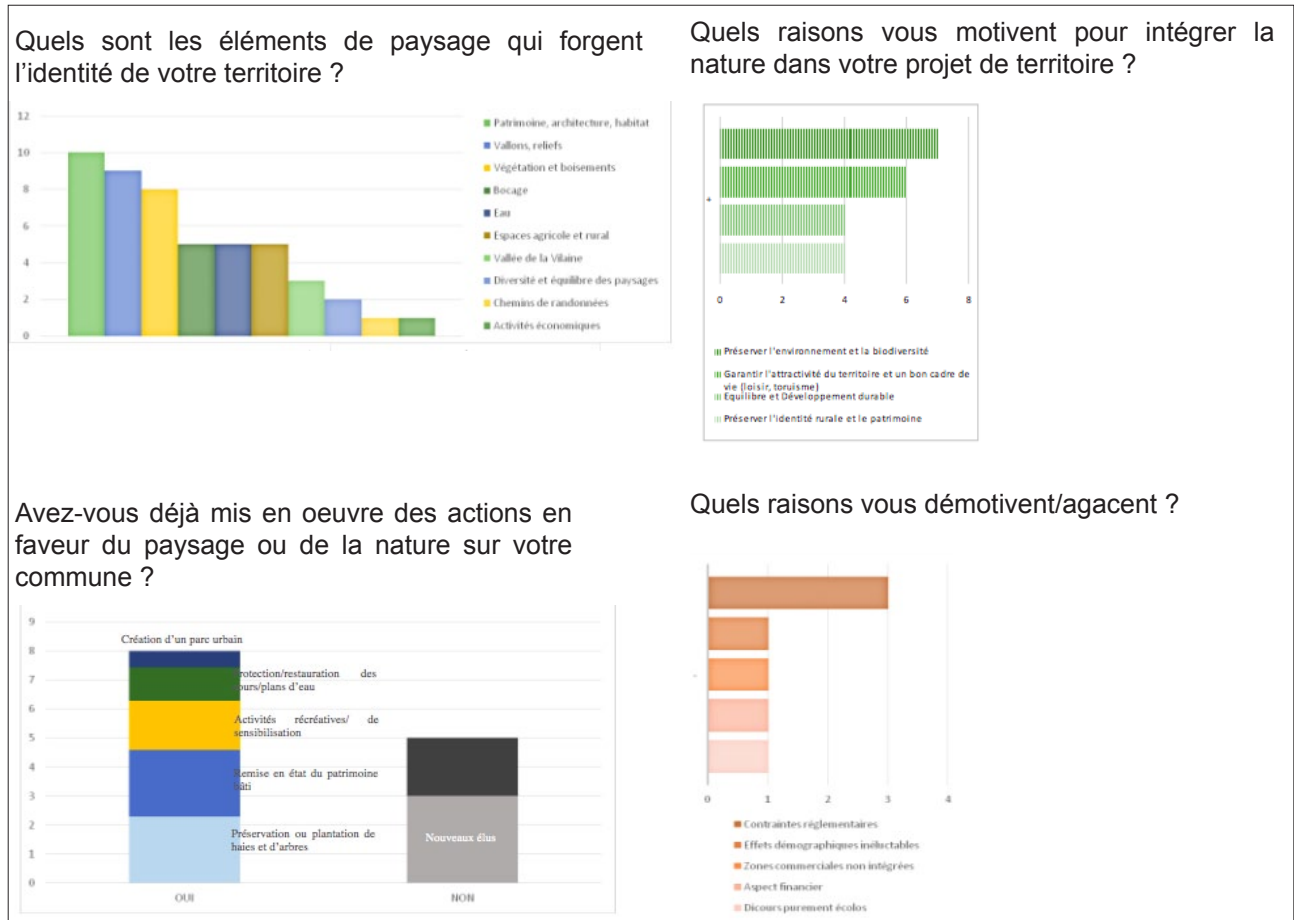 Quels sont les éléments de paysage qui forgent
l'identité de votre territoire ?
12
10
8
6
4
2
0
Patrimoine, architecture, habitat
Vallons, reliefs
Végétation et boisements
Bocage
Eau
Espaces agricole et rural
Vallée de la Vilaine
Diversité et équilibre des paysages
Chemins de randonnées
Activités économiques
Quels raisons vous motivent pour intégrer la
nature dans votre projet de territoire ?
+
0 2 4 6 8
Préserver l'environnement et la biodiversité
Garantir l'attractivité du territoire et un bon cadre de
vie (loisir, toruisme)
Equilibre et Développement durable
Préserver l'identité rurale et le patrimoine
Avez-vous déjà mis en oeuvre des actions en
faveur du paysage ou de la nature sur votre
commune ?
9
8
7
6
5
4
3
2
1
0
Création d'un parc urbain
Protection/restauration des
cours/plans d'eau
Activités récréatives/ de
sensibilisation
Remise en état du patrimoine
bâti
Préservation ou plantation de
haies et d'arbres
Nouveaux élus
OUI NON
Quels raisons vous démotivent/agacent ?
-
0 1 2 3 4
Contraintes réglementaires
Effets démographiques inéluctables
Zones commerciales non intégrées
Aspect financier
Dicours purement écolos